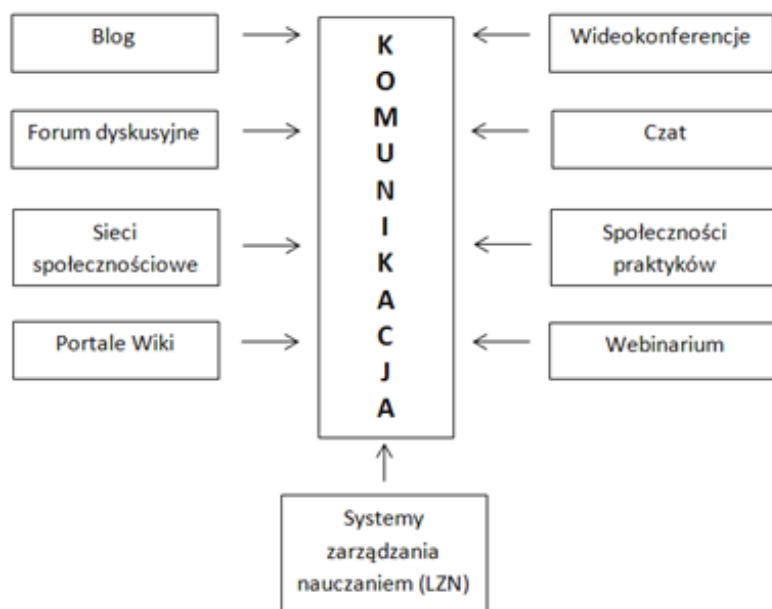 Blog
Forum dyskusyjne
Sieci
społecznościowe
Portale Wiki
K
O
M
U
N
I
K
A
C
J
A
Wideokonferencje
Czat
Społeczności
praktyków
Webinarium
Systemy
zarządzania
nauczaniem (LZN)